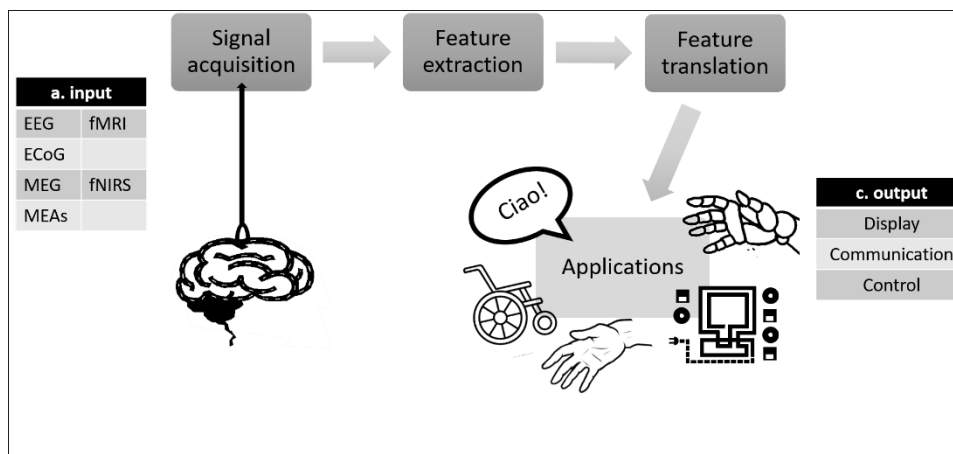 Signal
acquisition
Feature
extraction
Feature
translation
a. input
EEG fMRI
ECoG
MEG fNIRS
MEAs
Ciao!
Applications
c. output
Display
Communication
Control